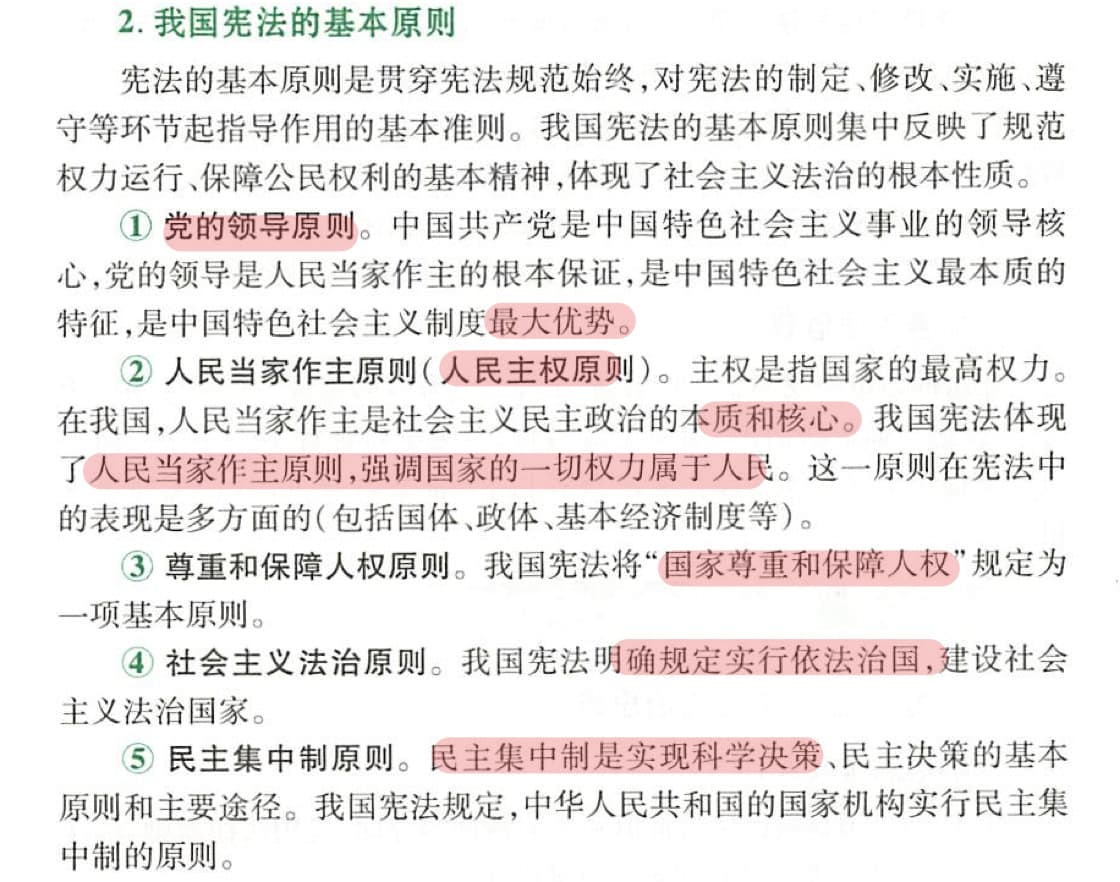 2. 我国宪法的基本原则
宪法的基本原则是贯穿宪法规范始终,对宪法的制定、修改、实施、遵
守等环节起指导作用的基本准则。我国宪法的基本原则集中反映了规范
权力运行、保障公民权利的基本精神,体现了社会主义法治的根本性质。
① 党的领导原则。中国共产党是中国特色社会主义事业的领导核
心,党的领导是人民当家作主的根本保证,是中国特色社会主义最本质的
特征,是中国特色社会主义制度最大优势。
② 人民当家作主原则(人民主权原则)。主权是指国家的最高权力。
在我国,人民当家作主是社会主义民主政治的本质和核心。我国宪法体现
了人民当家作主原则,强调国家的一切权力属于人民。这一原则在宪法中
的表现是多方面的(包括国体、政体、基本经济制度等)。
③ 尊重和保障人权原则。我国宪法将“国家尊重和保障人权”规定为
一项基本原则。
④ 社会主义法治原则。我国宪法明确规定实行依法治国,建设社会
主义法治国家。
⑤ 民主集中制原则。民主集中制是实现科学决策、民主决策的基本
原则和主要途径。我国宪法规定,中华人民共和国的国家机构实行民主集
中制的原则。